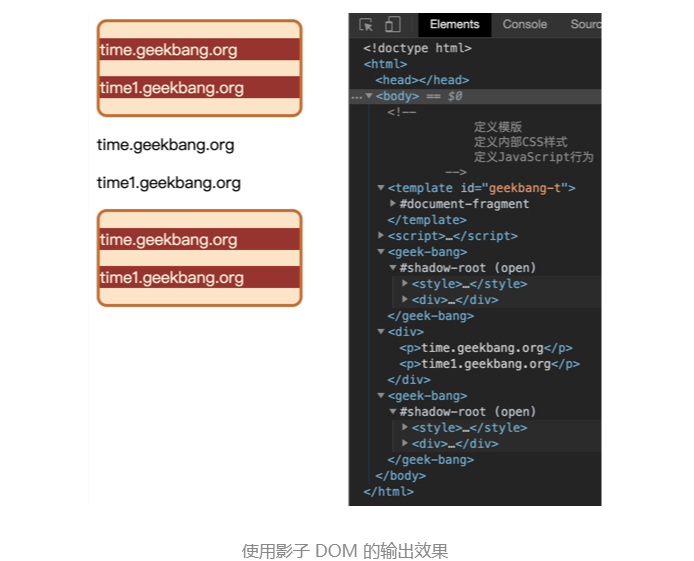 time.geekbang.org
time1.geekbang.org
time.geekbang.org
time1.geekbang.org
time.geekbang.org
time1.geekbang.org
Elements Console Sourc
<!doctype html>
<html>
<head></head>
…▼<body> == $0
<!--
定义模版
定义内部CSS样式
定义JavaScript行为
-->
▼<template id="geekbang-t">
▶#document-fragment
</template>
▶<script>…</script>
▼<geek-bang>
▼#shadow-root (open)
▶<style>…</style>
▶<div>…</div>
</geek-bang>
▼<div>
<p>time.geekbang.org</p>
<p>time1.geekbang.org</p>
</div>
▼<geek-bang>
▼#shadow-root (open)
▶<style>…</style>
▶<div>…</div>
</geek-bang>
</body>
</html>
使用影子 DOM 的输出效果